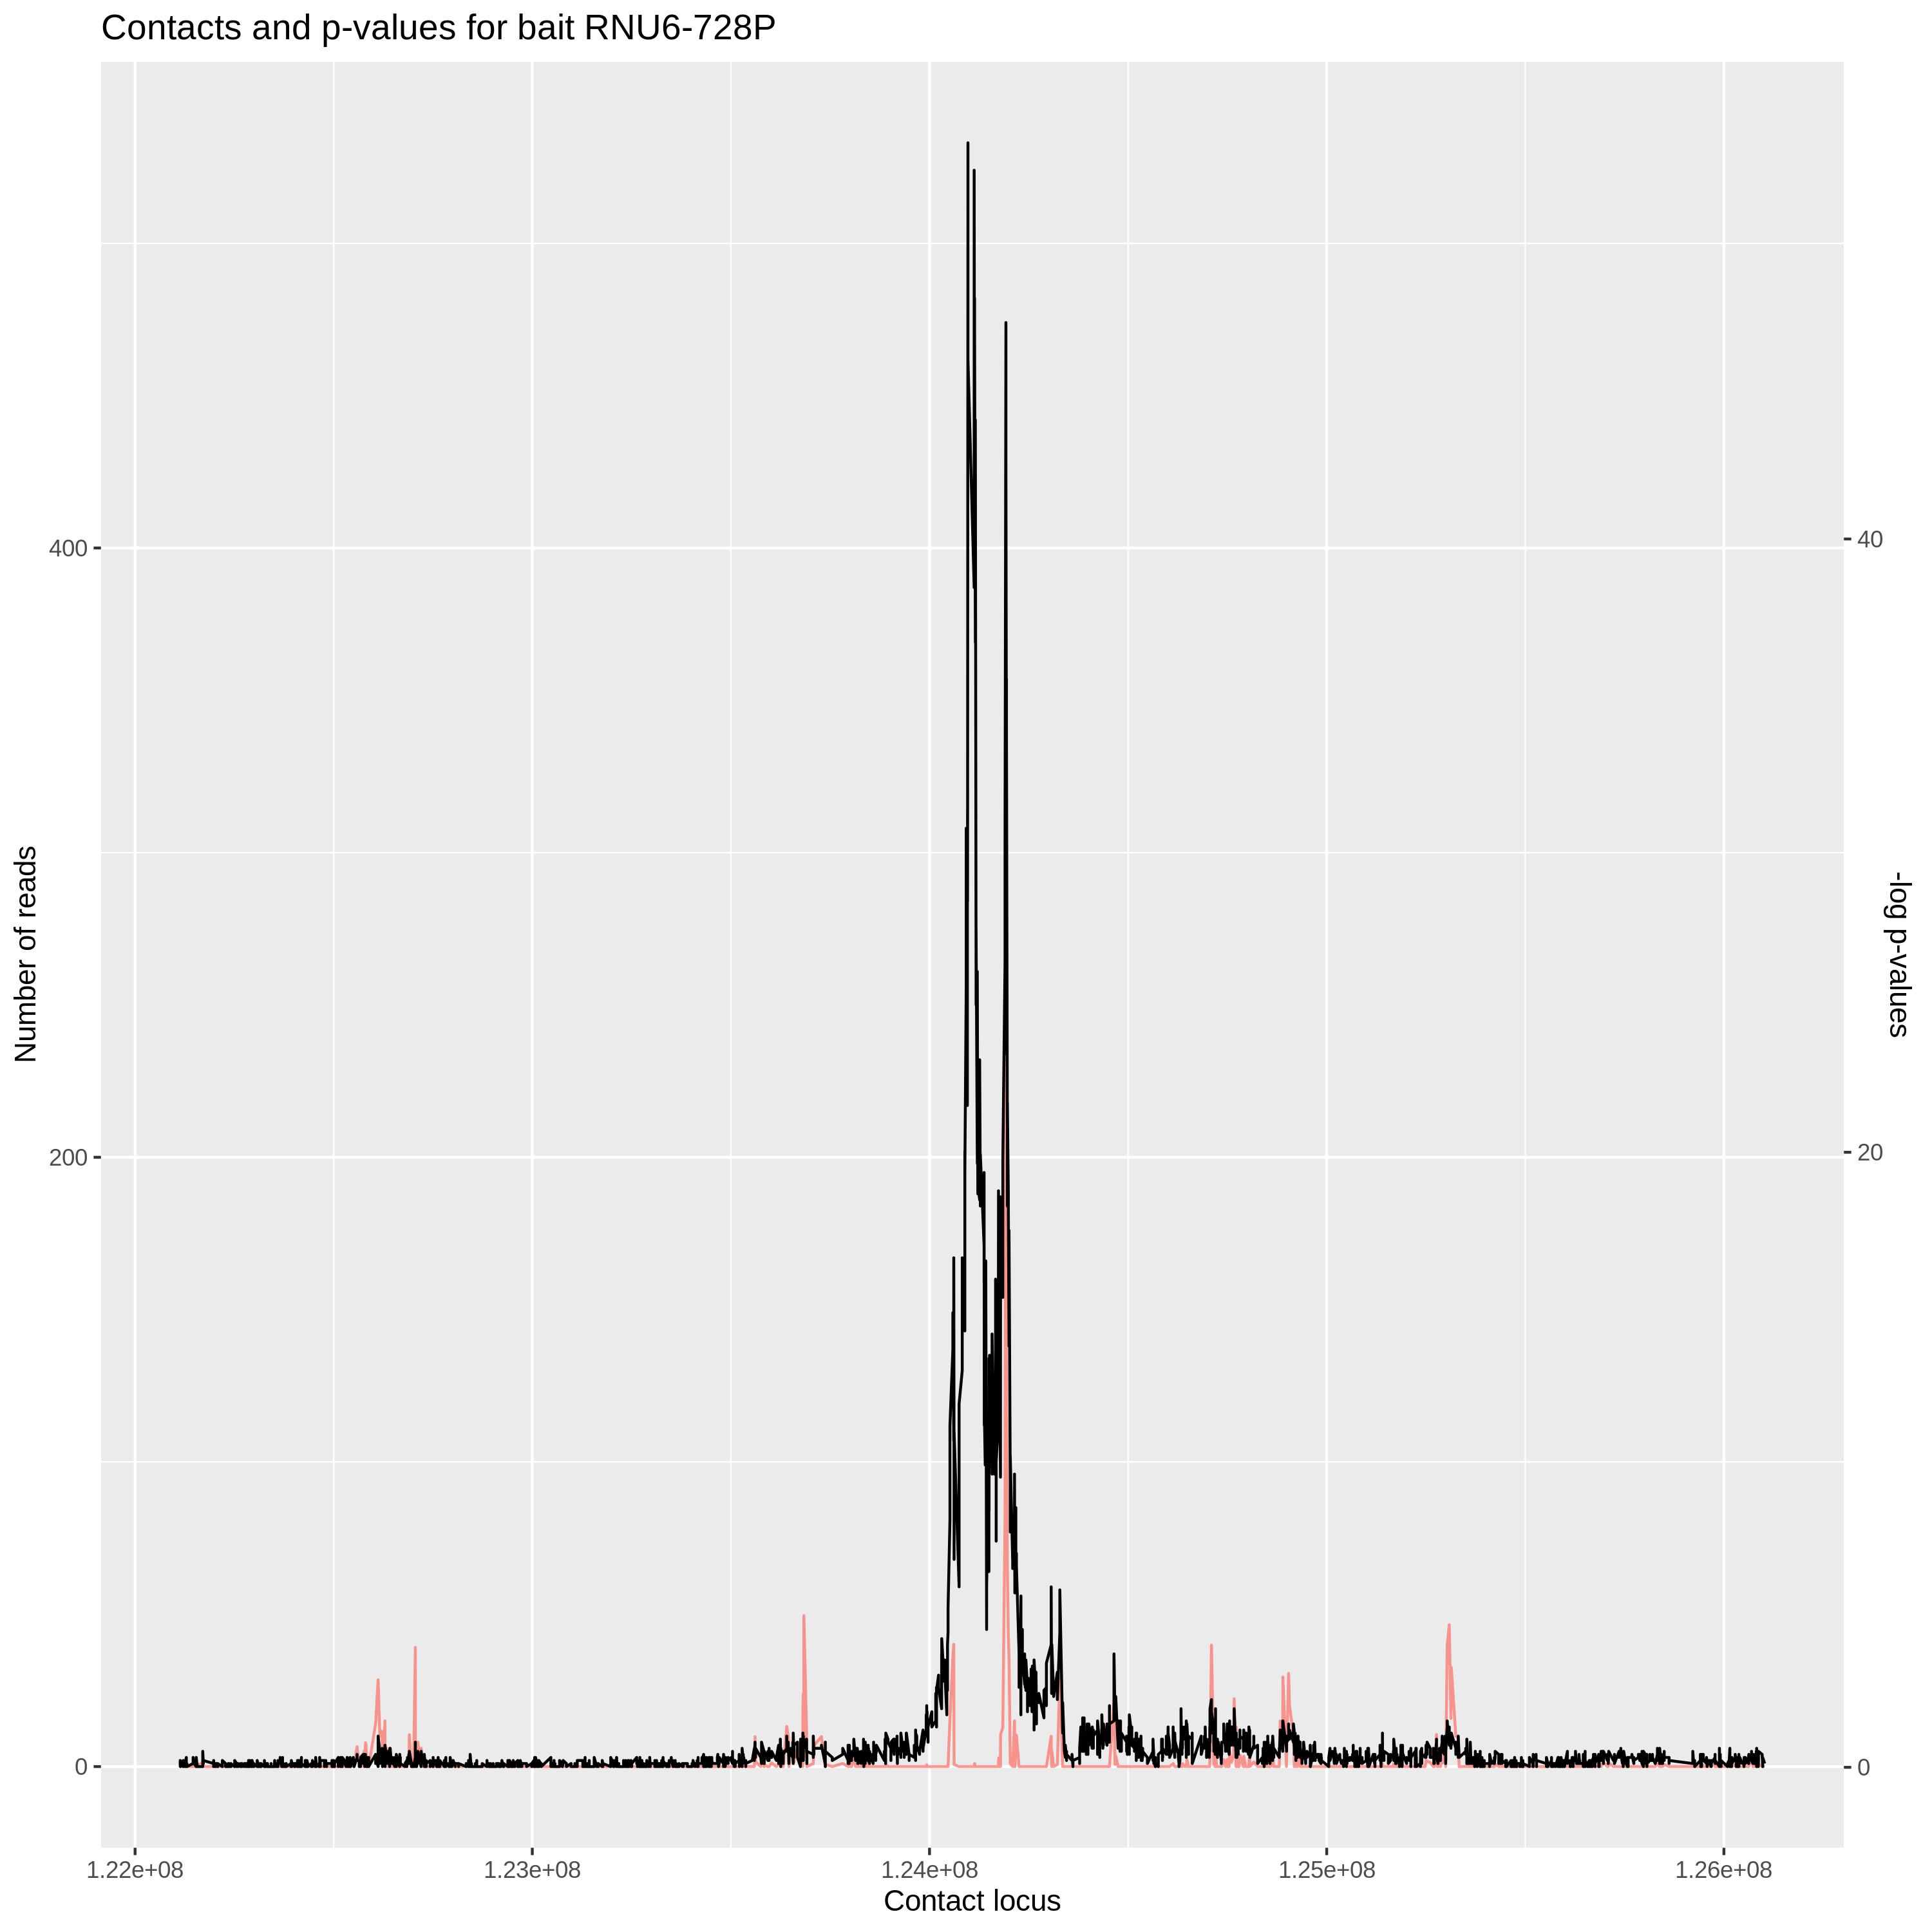 Contacts and p-values for bait RNU6-728P
400
200
0
40
20
0
Number of reads
-log p-values
1.22e+08 1.23e+08 1.24e+08 1.25e+08 1.26e+08
Contact locus